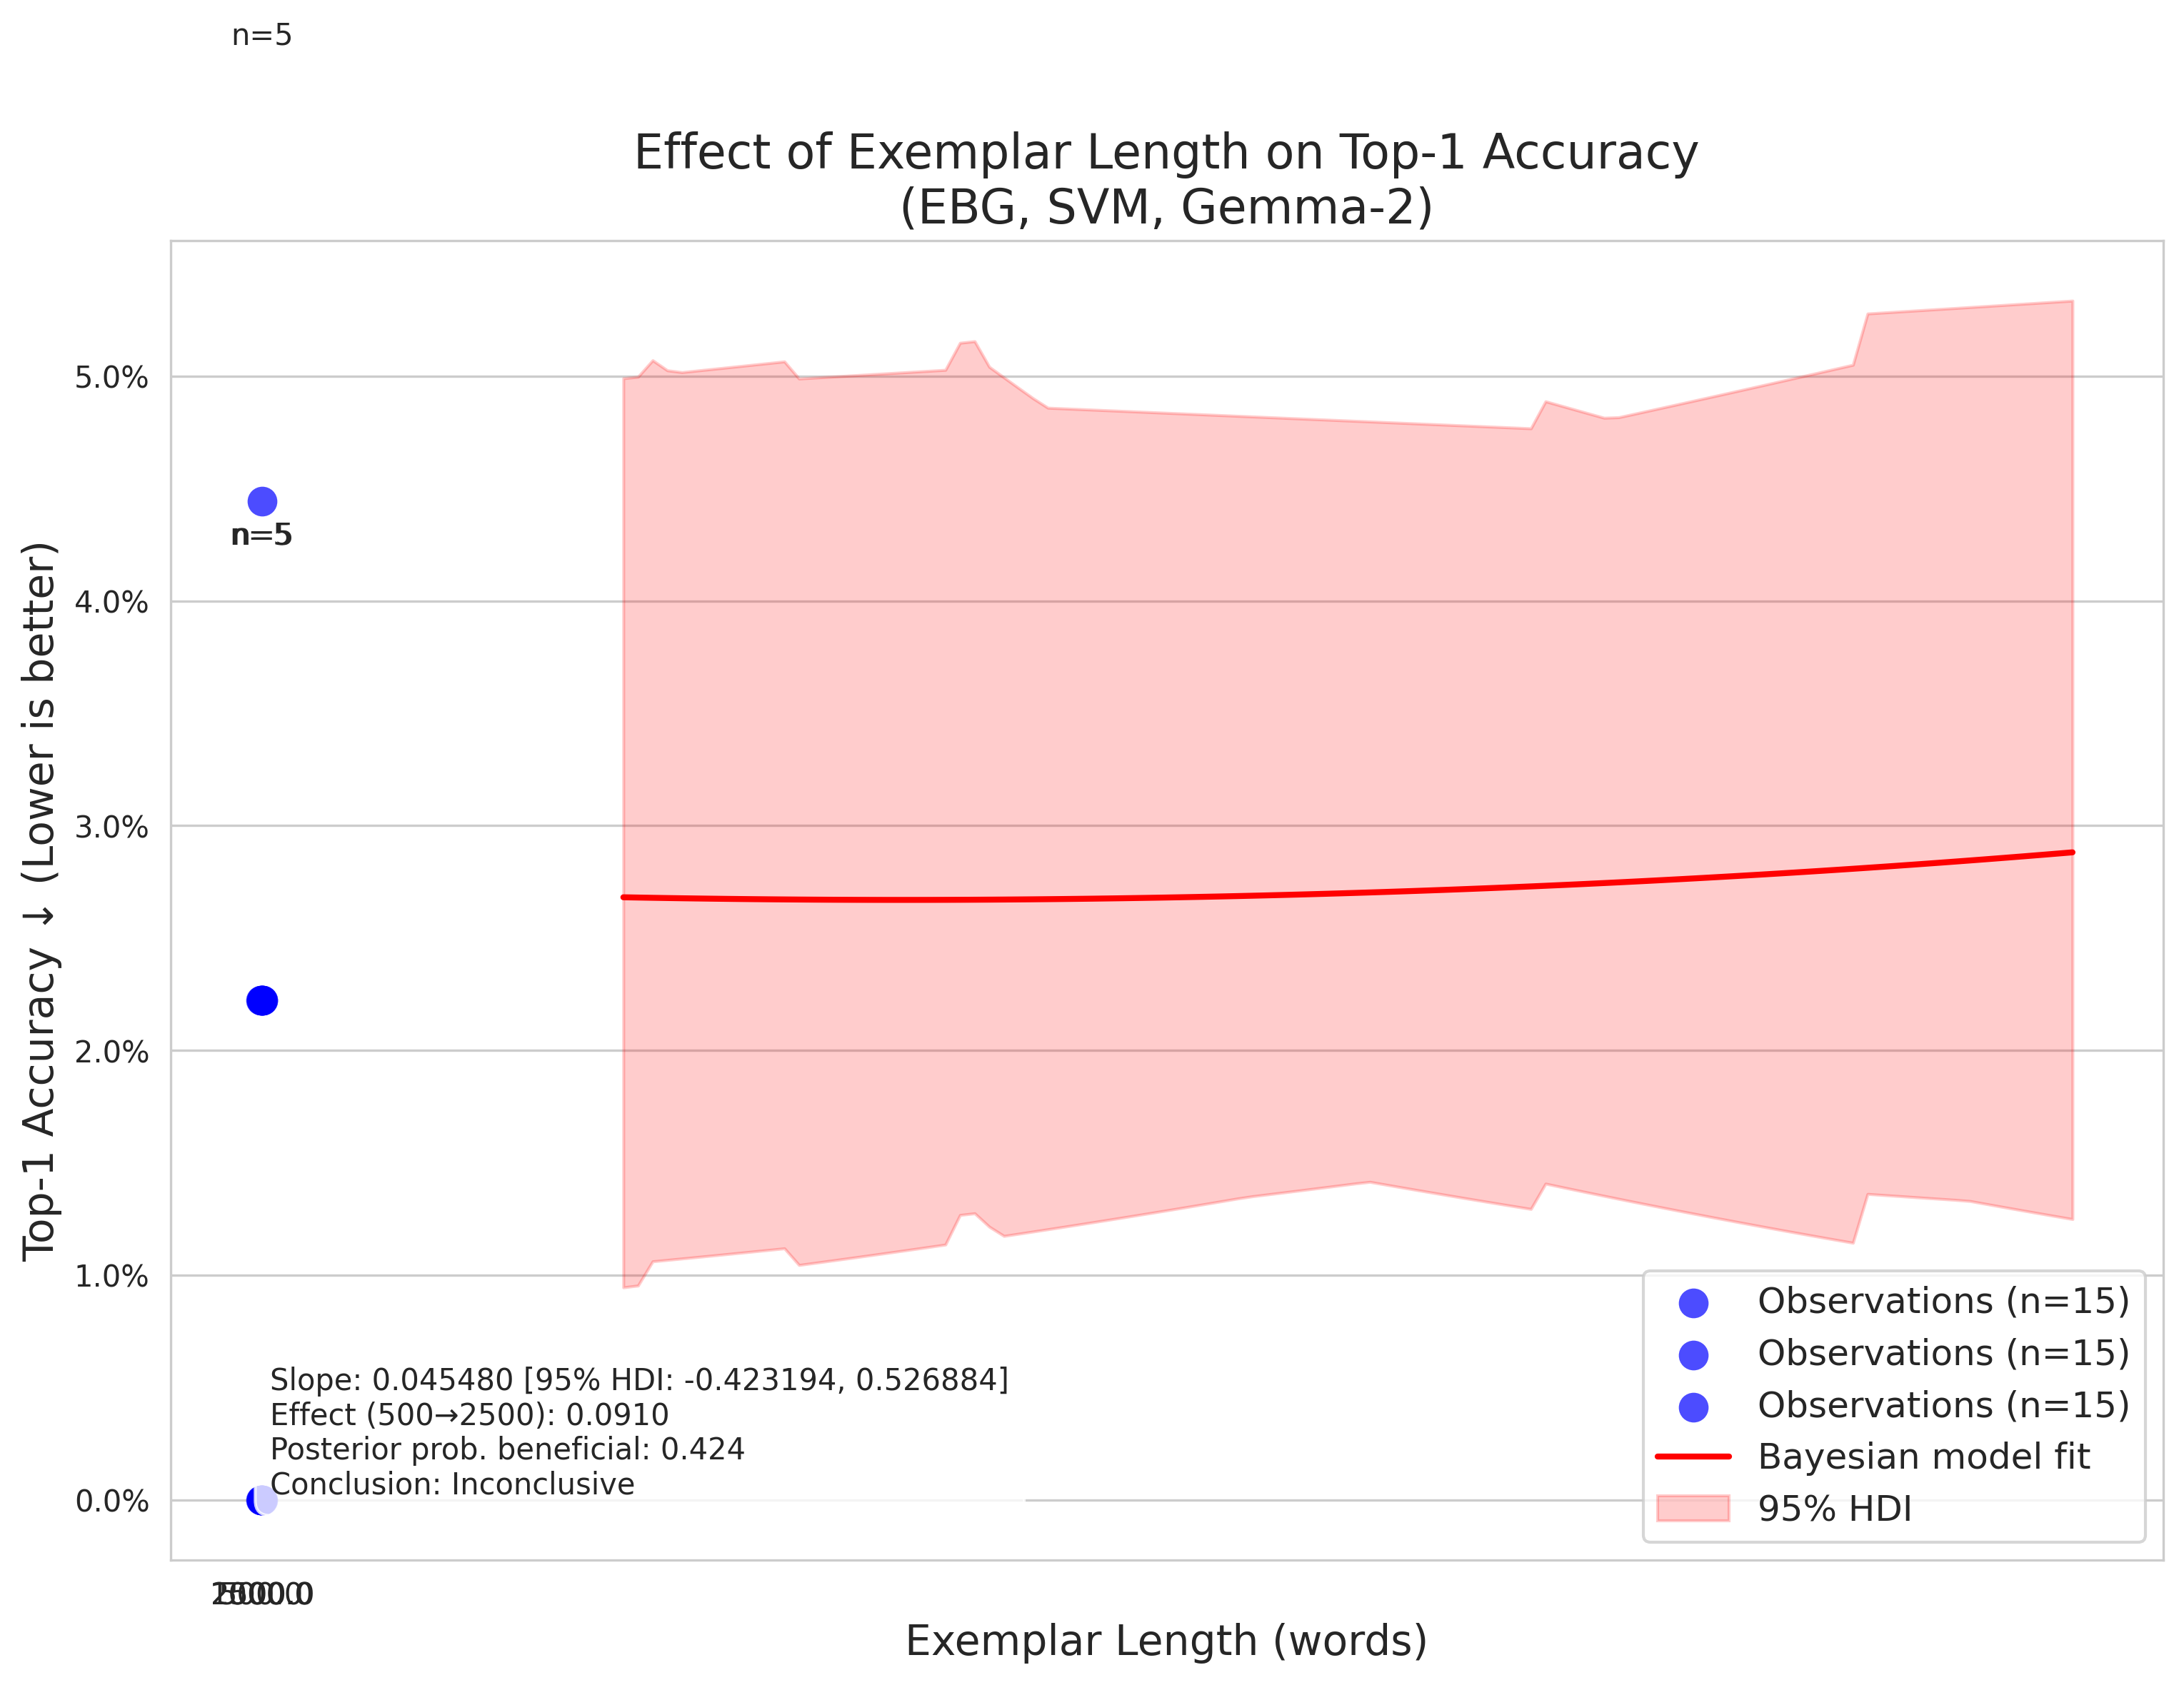 n=5
Effect of Exemplar Length on Top-1 Accuracy
(EBG, SVM, Gemma-2)
Top-1 Accuracy ↓ (Lower is better)
5.0%
4.0%
3.0%
2.0%
1.0%
0.0%
n=5
Slope: 0.045480 [95% HDI: -0.423194, 0.526884]
Effect (500→2500): 0.0910
Posterior prob. beneficial: 0.424
Conclusion: Inconclusive
Observations (n=15)
Observations (n=15)
Observations (n=15)
Bayesian model fit
95% HDI
Exemplar Length (words)